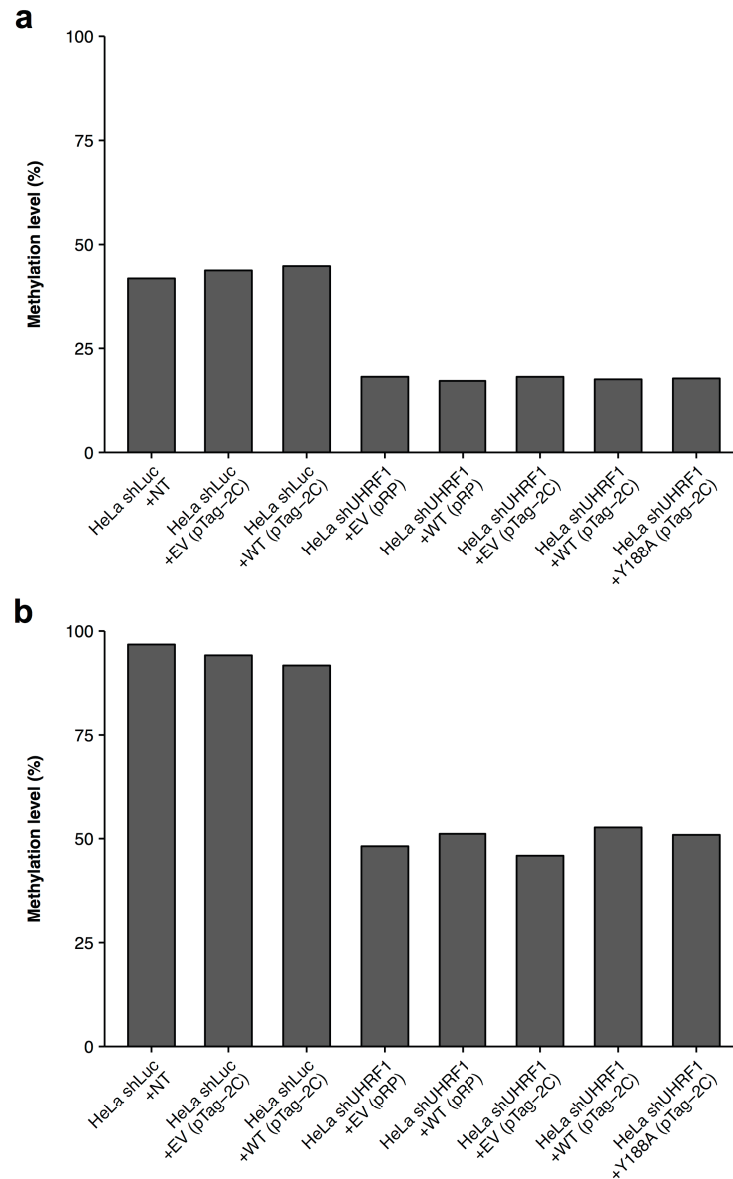 a
100
75
50
25
0
Methylation level (%)
HeLa shLuc
+NT
HeLa shLuc
+EV (pTag−2C)
HeLa shLuc
+WT (pTag−2C)
HeLa shUHRF1
+EV (pRP)
HeLa shUHRF1
+WT (pRP)
HeLa shUHRF1
+EV (pTag−2C)
HeLa shUHRF1
+WT (pTag−2C)
HeLa shUHRF1
+Y188A (pTag−2C)
b
100
75
50
25
0
Methylation level (%)
HeLa shLuc
+NT
HeLa shLuc
+EV (pTag−2C)
HeLa shLuc
+WT (pTag−2C)
HeLa shUHRF1
+EV (pRP)
HeLa shUHRF1
+WT (pRP)
HeLa shUHRF1
+EV (pTag−2C)
HeLa shUHRF1
+WT (pTag−2C)
HeLa shUHRF1
+Y188A (pTag−2C)